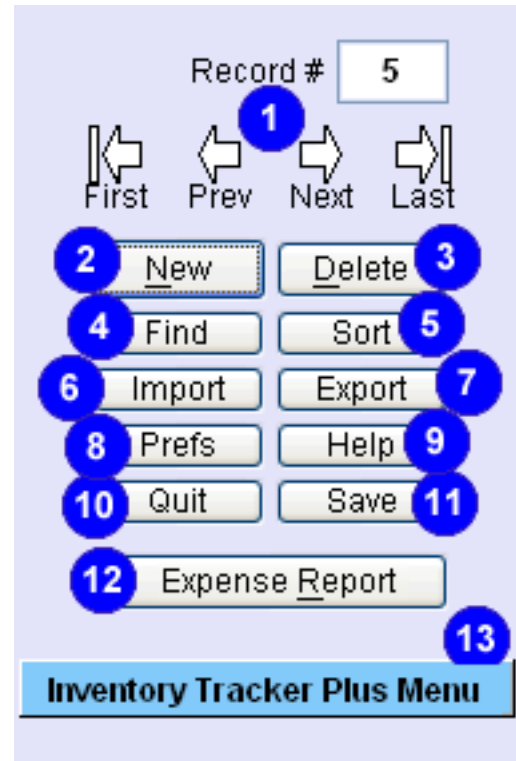 Record # 5
1
First Prev Next Last
2 New Delete 3
4 Find Sort 5
6 Import Export 7
8 Prefs Help 9
10 Quit Save 11
12 Expense Report
13
Inventory Tracker Plus Menu